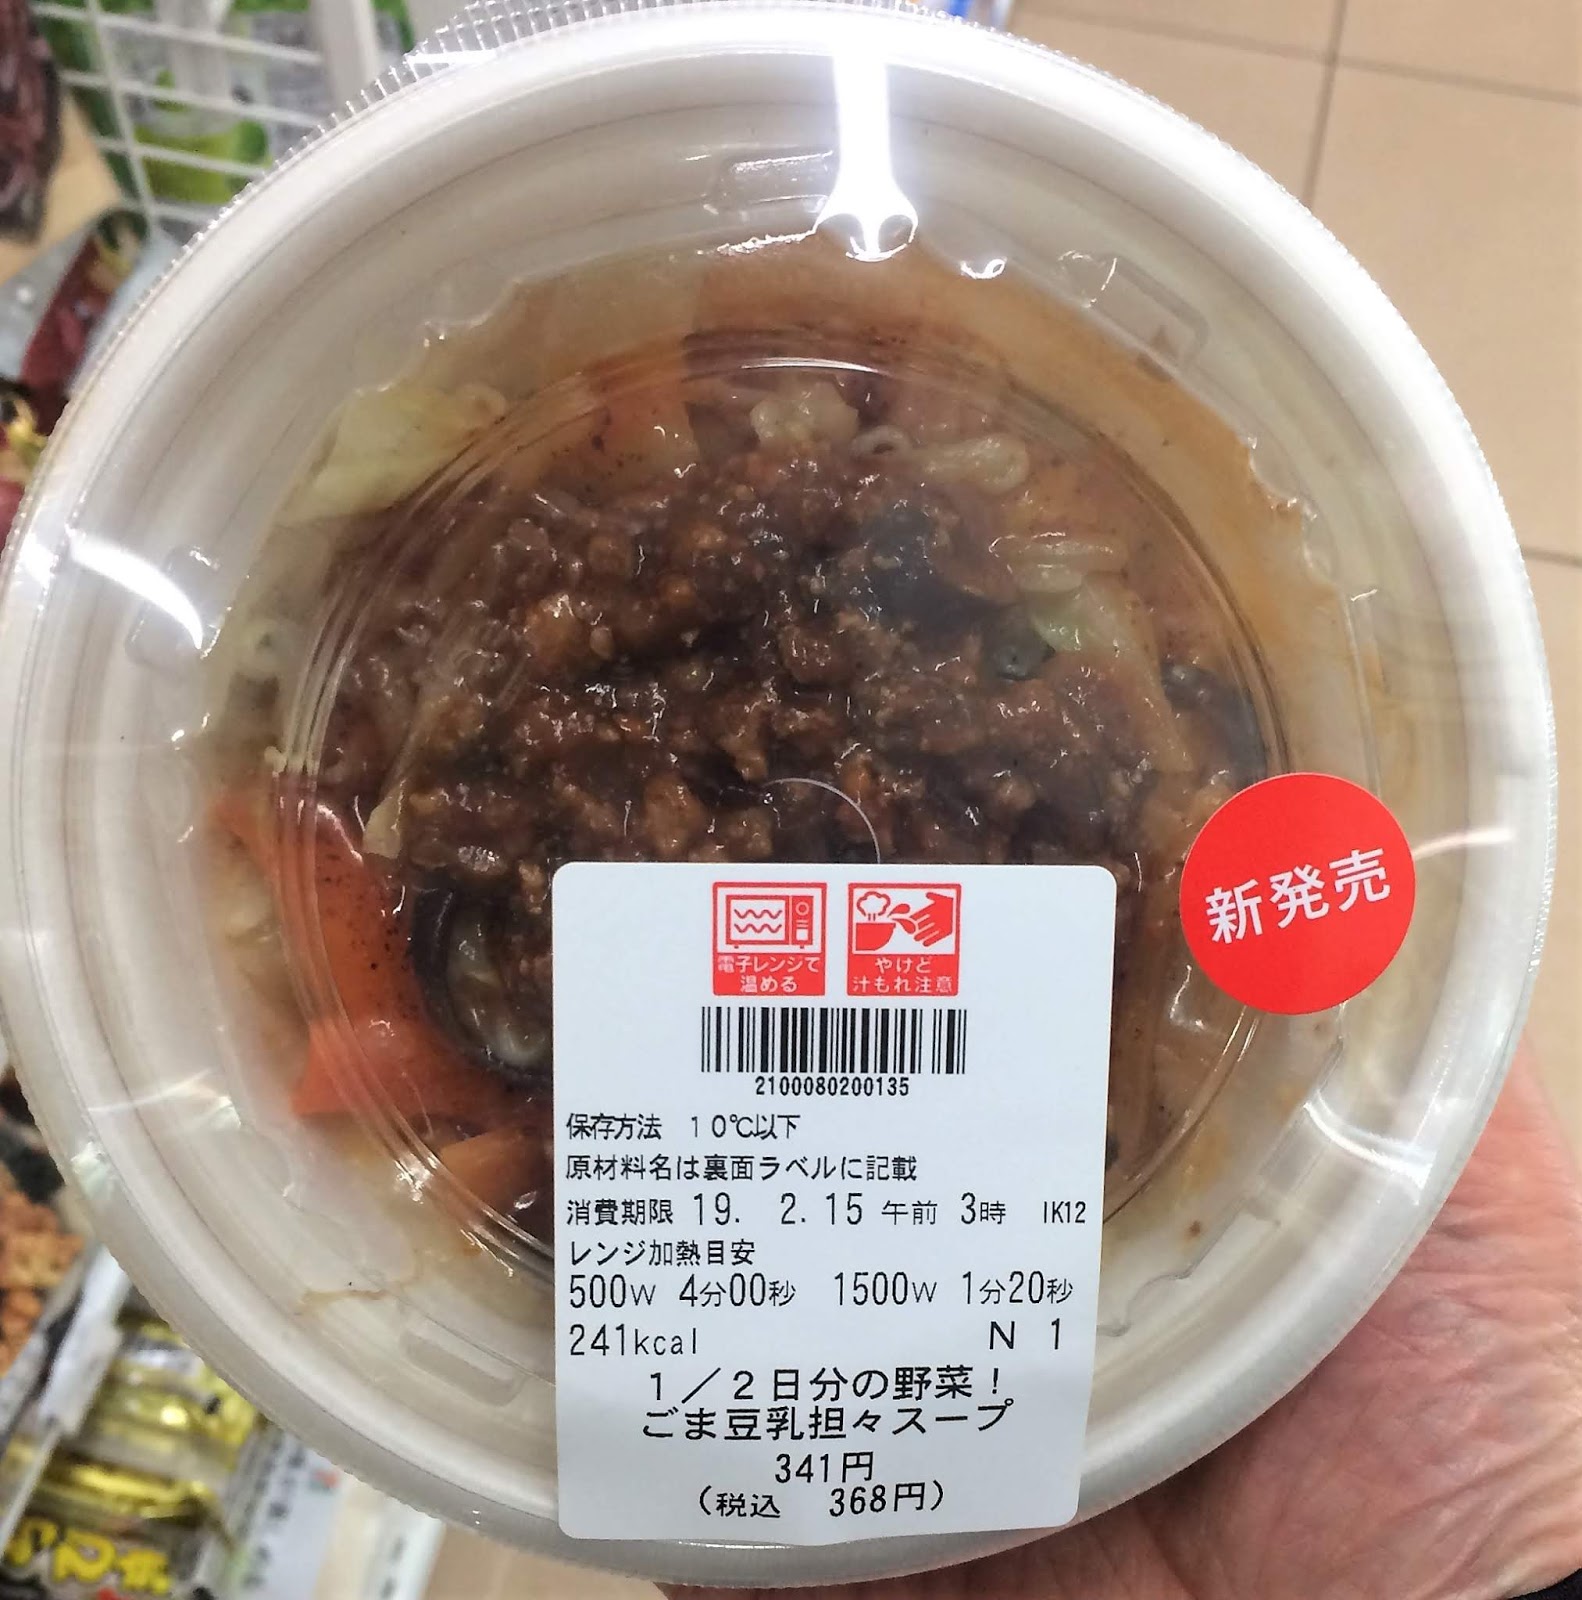 新発売
電子レンジで
温める
やけど
汁もれ注意
2100080200135
保存方法 10℃以下
原材料名は裏面ラベルに記載
消費期限 19. 2.15 午前 3時 IK12
レンジ加熱目安
500W 4分00秒 1500W 1分20秒
241kcal N 1
1/2日分の野菜!
ごま豆乳担々スープ
341円
(税込 368円)